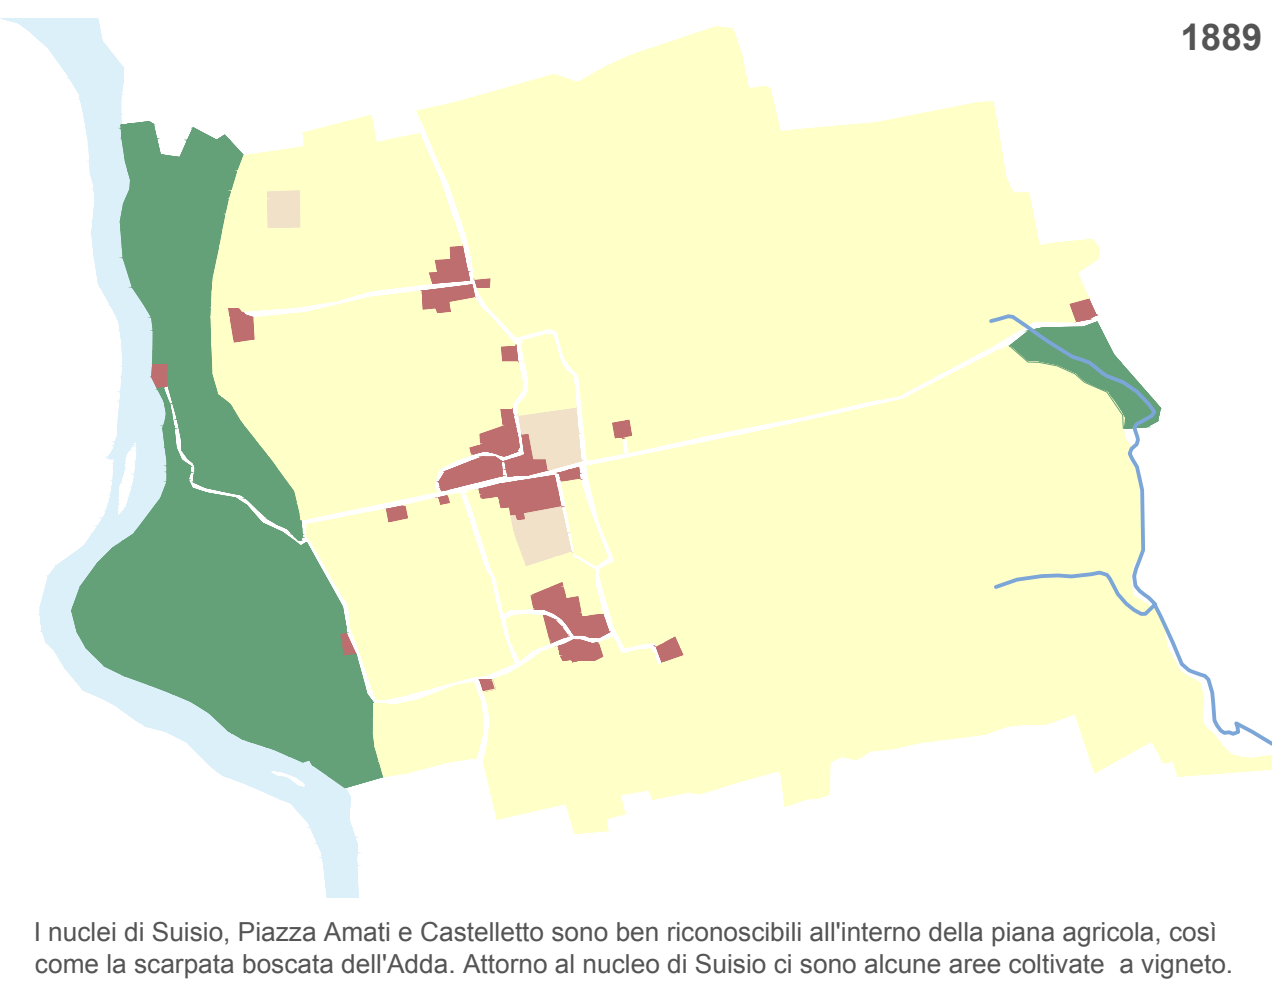 1889
I nuclei di Suisio, Piazza Amati e Castelletto sono ben riconoscibili all'interno della piana agricola, così
come la scarpata boscata dell'Adda. Attorno al nucleo di Suisio ci sono alcune aree coltivate  a vigneto.